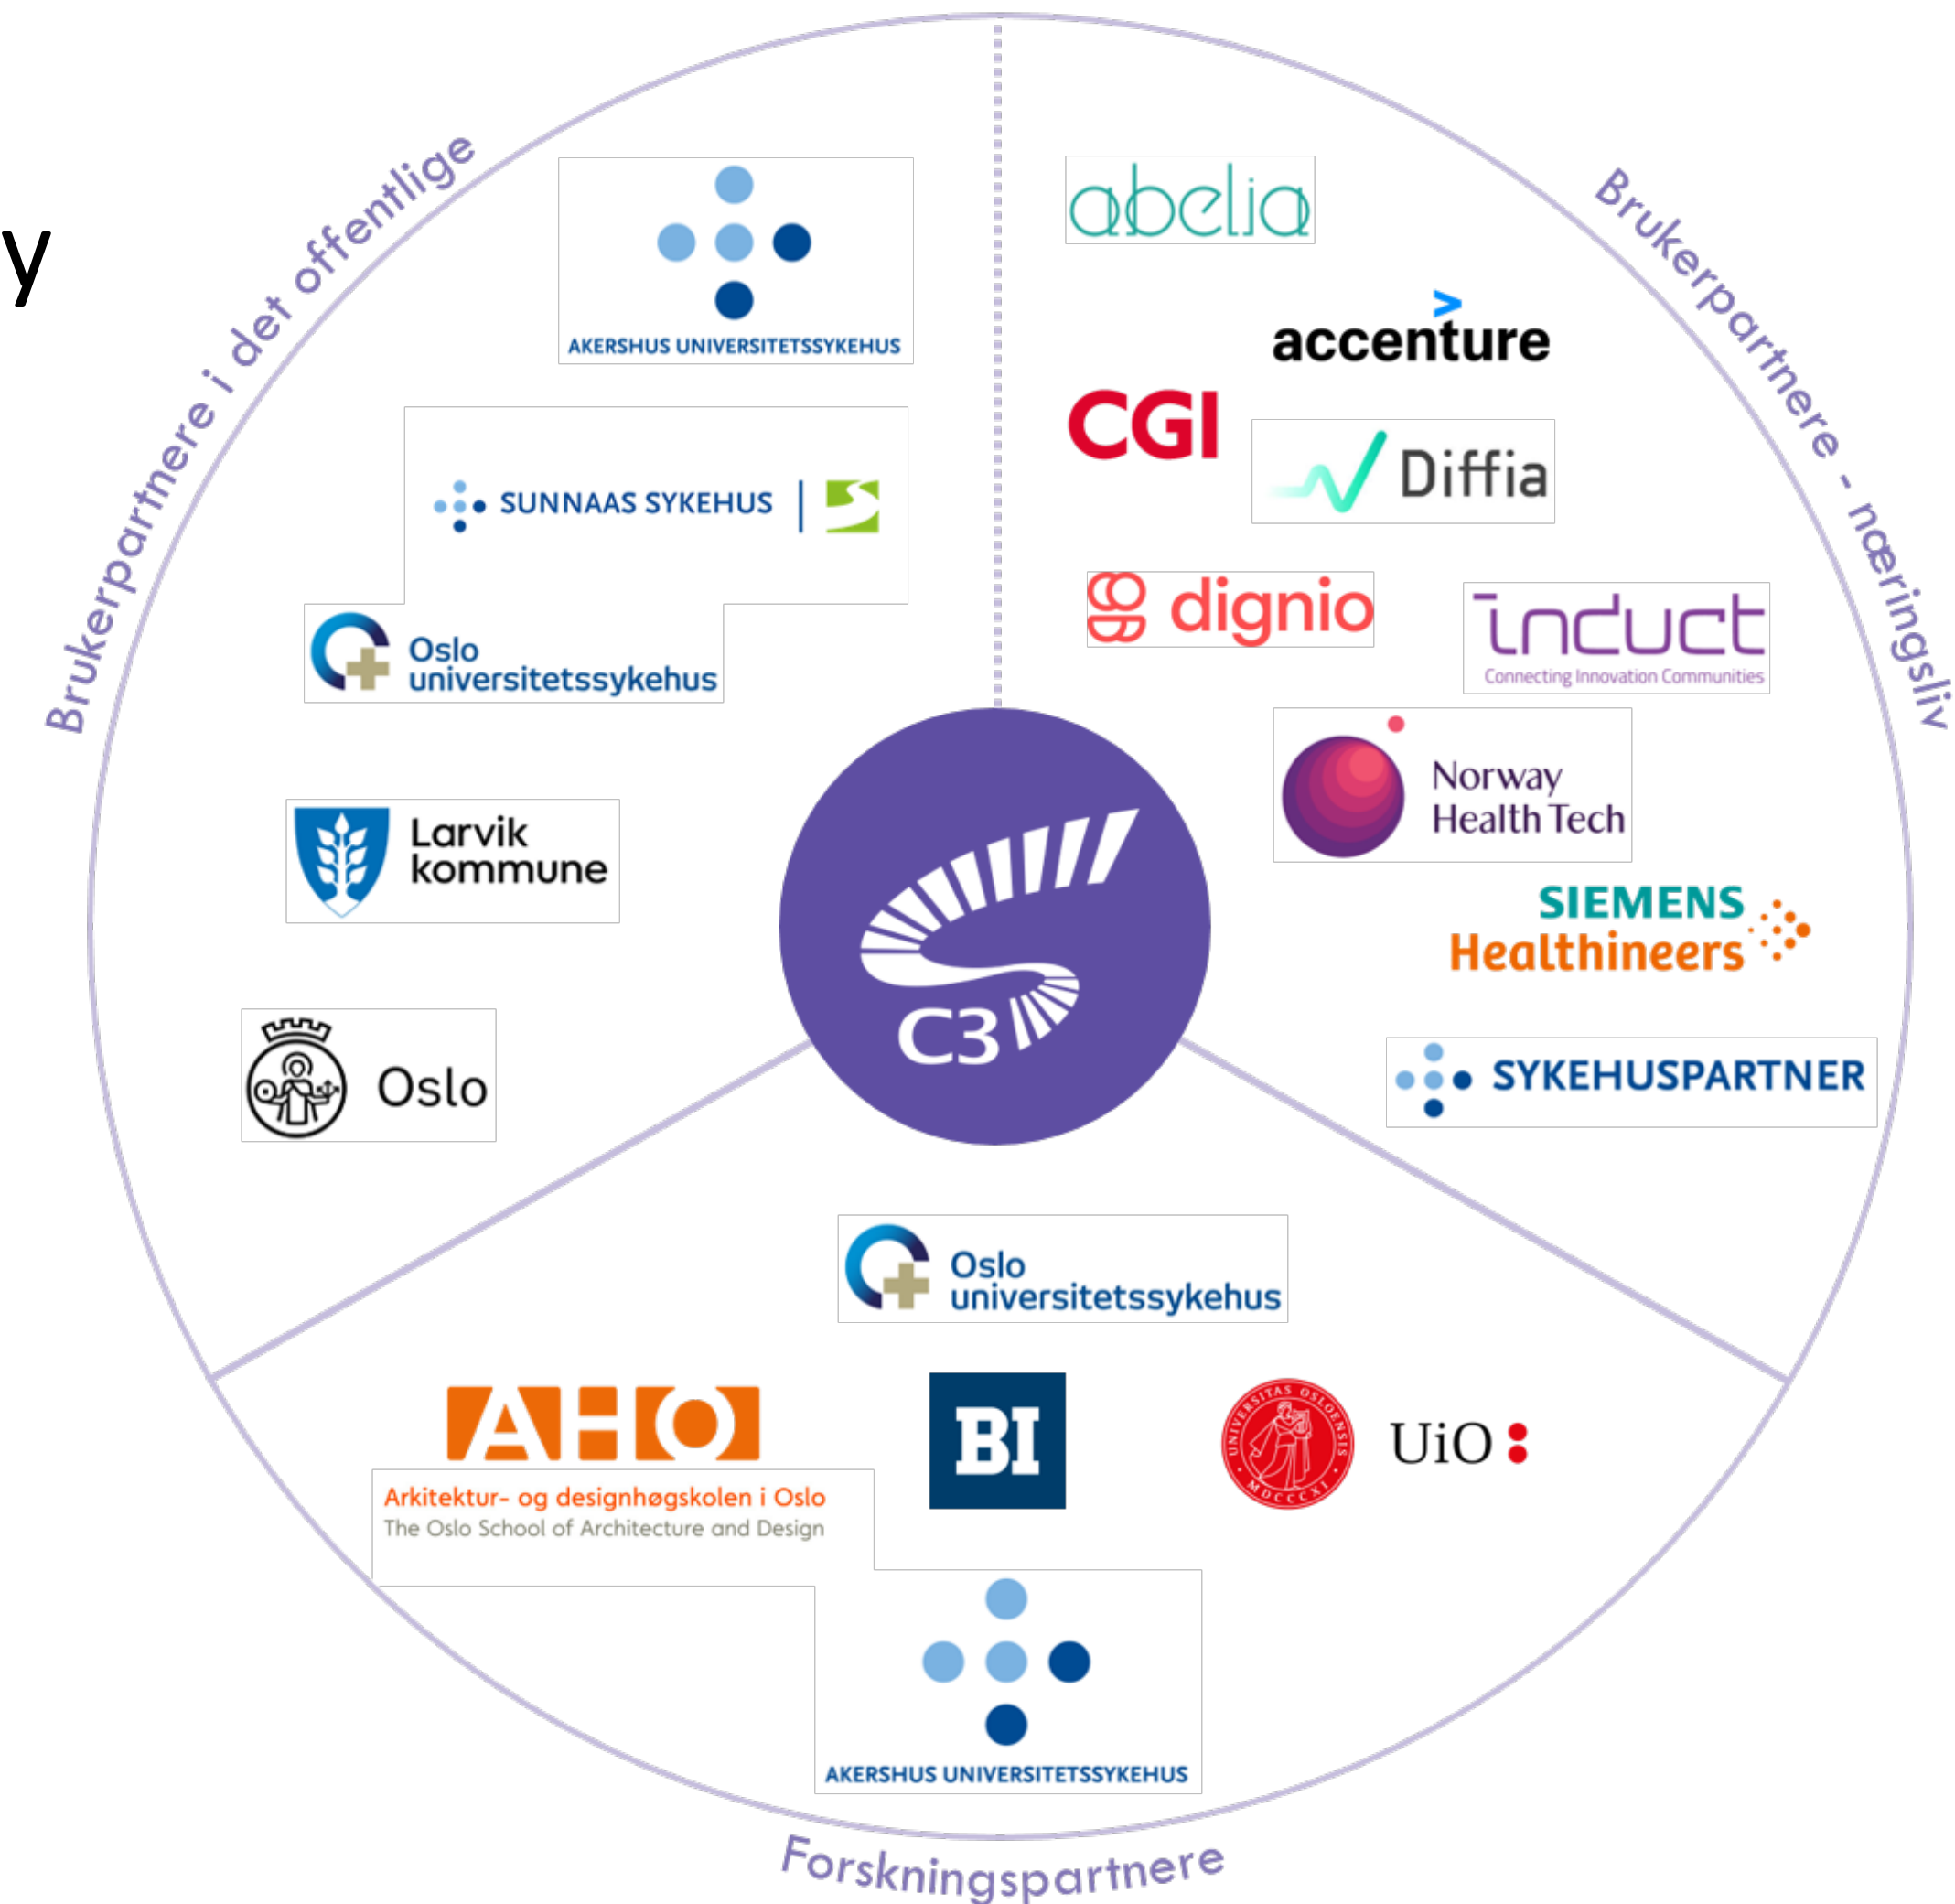 y
Brukerpartnere i det offentlige
AKERSHUS UNIVERSITETSSYKEHUS
SUNNAAS SYKEHUS
Oslo
universitetssykehus
Larvik
kommune
Oslo
Brukerpartnere - næringsliv
abelia
accenture
CGI
Diffia
dignio
induct
Connecting Innovation Communities
Norway
Health Tech
SIEMENS
Healthineers
SYKEHUSPARTNER
C3
Oslo
universitetssykehus
AHO
Arkitektur- og designhøgskolen i Oslo
The Oslo School of Architecture and Design
BI
UNIVERSITAS OSLOENSIS
MDCCCXI
UiO:
AKERSHUS UNIVERSITETSSYKEHUS
Forskningspartnere